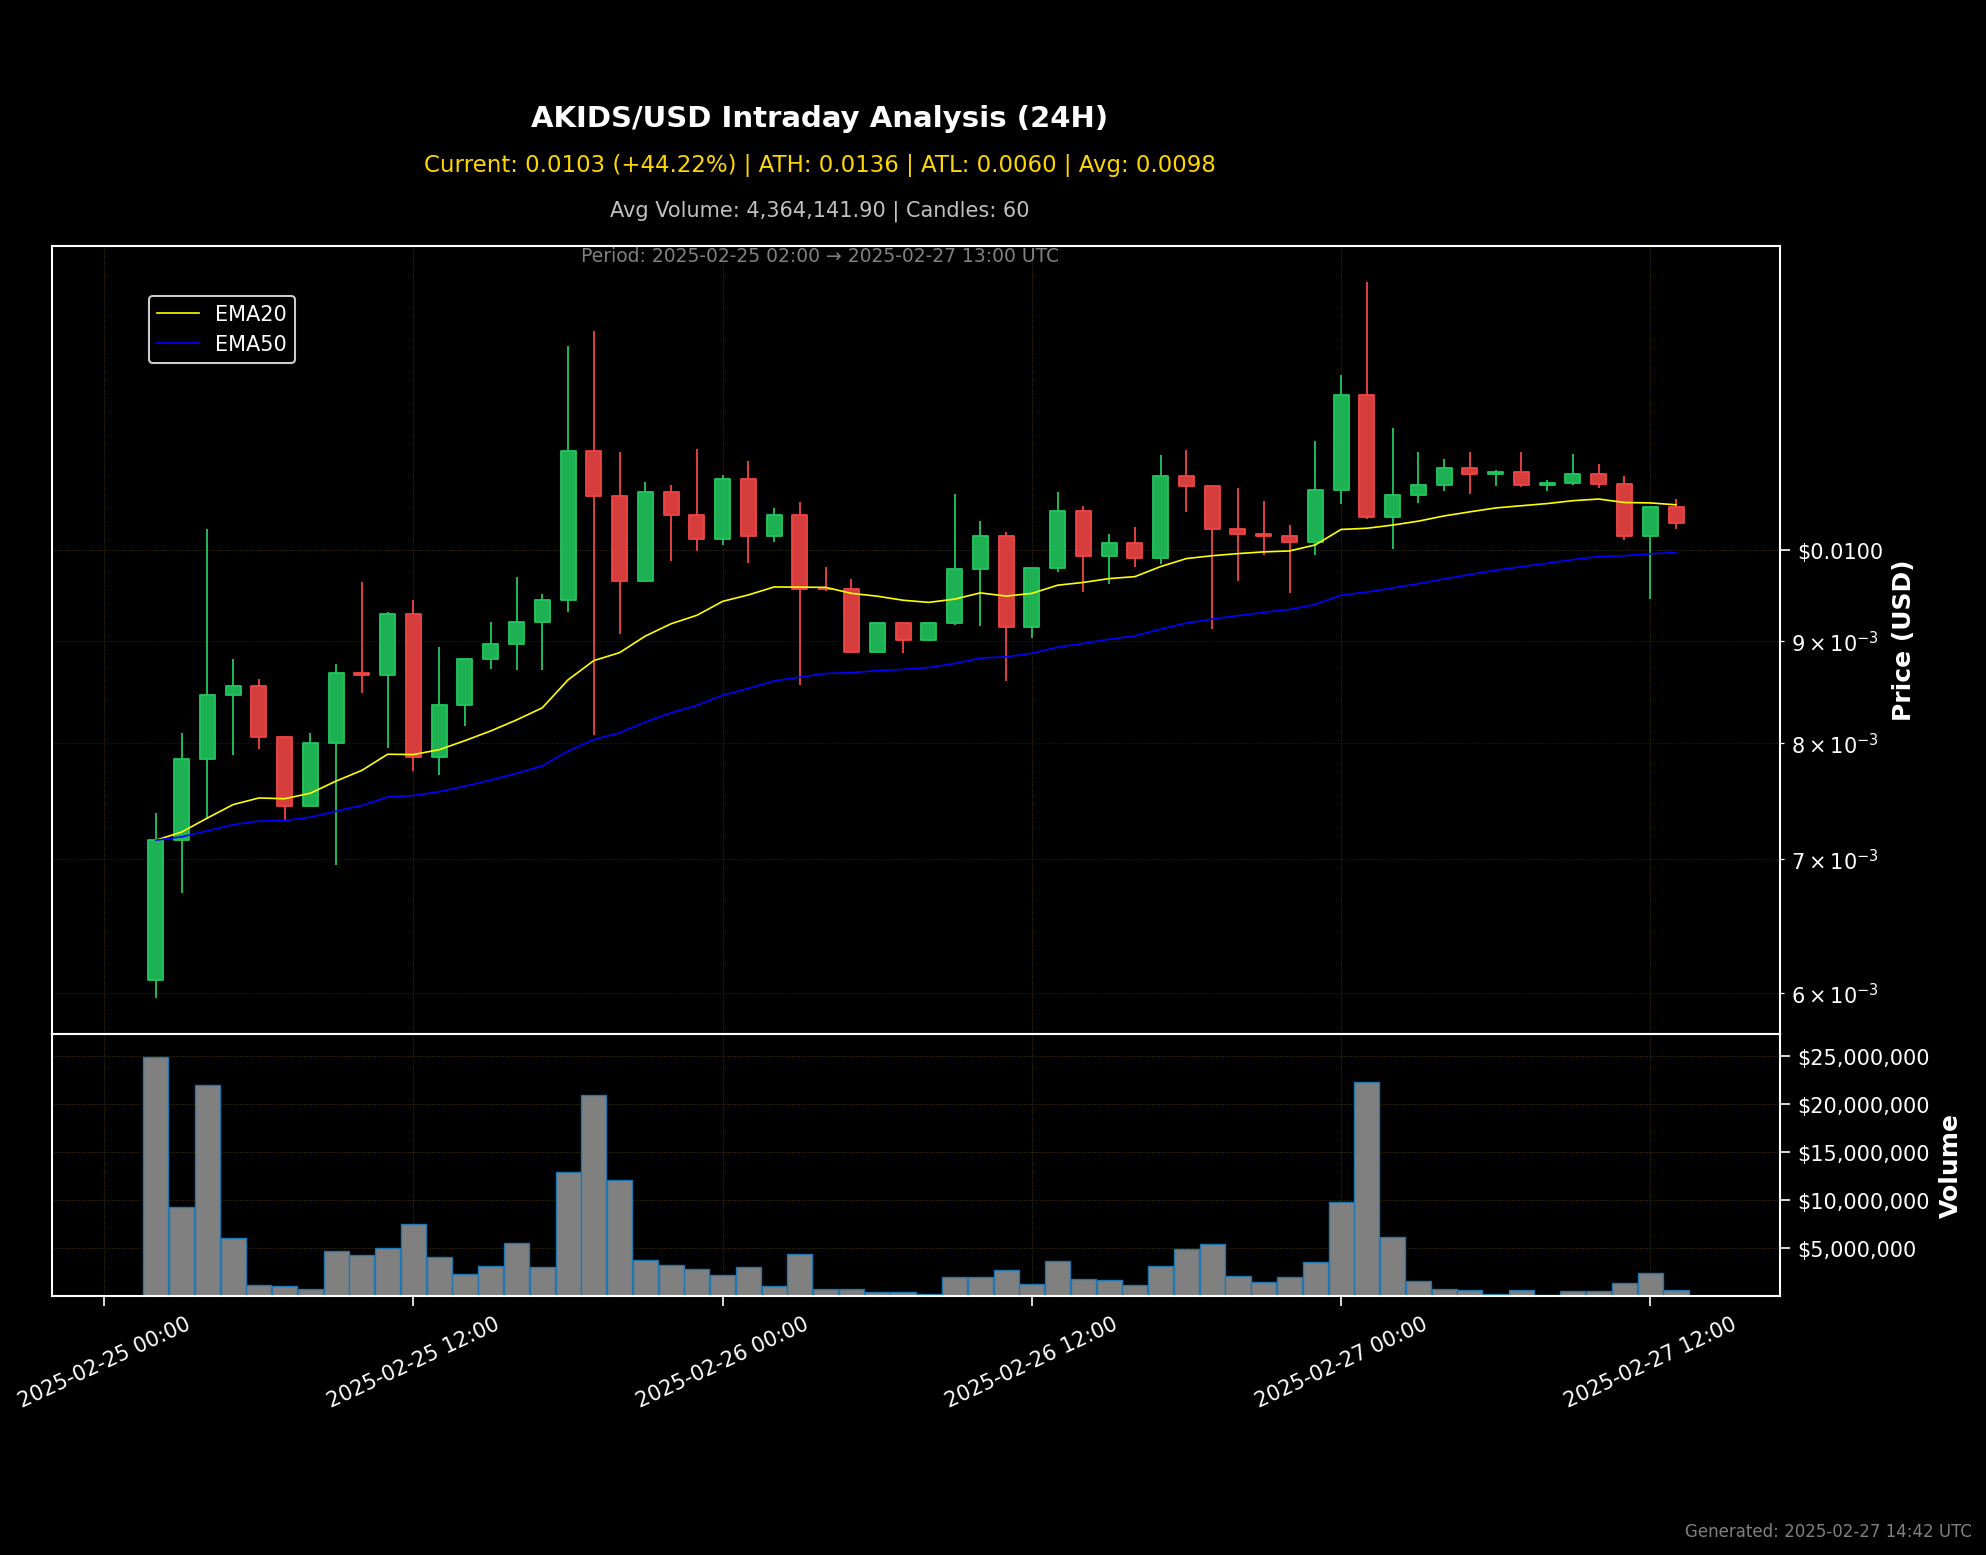 AKIDS/USD Intraday Analysis (24H)
Current: 0.0103 (+44.22%) | ATH: 0.0136 | ATL: 0.0060 | Avg: 0.0098
Avg Volume: 4,364,141.90 | Candles: 60
Period: 2025-02-25 02:00 → 2025-02-27 13:00 UTC
EMA20
EMA50
$0.0100
9 × 10⁻³
8 × 10⁻³
7 × 10⁻³
6 × 10⁻³
Price (USD)
$25,000,000
$20,000,000
$15,000,000
$10,000,000
$5,000,000
Volume
2025-02-25 00:00
2025-02-25 12:00
2025-02-26 00:00
2025-02-26 12:00
2025-02-27 00:00
2025-02-27 12:00
Generated: 2025-02-27 14:42 UTC